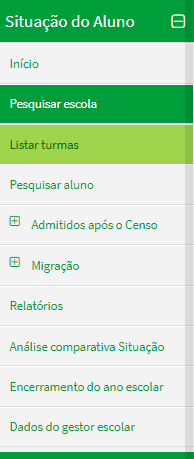 Situação do Aluno
Início
Pesquisar escola
Listar turmas
Pesquisar aluno
Admitidos após o Censo
Migração
Relatórios
Análise comparativa Situação
Encerramento do ano escolar
Dados do gestor escolar